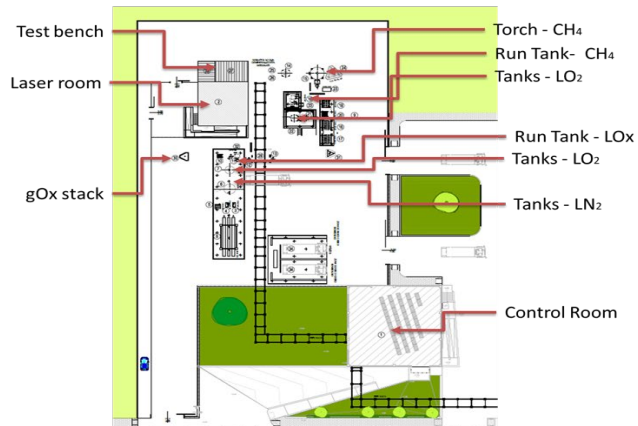 Test bench
Laser room
gOx stack
Torch - CH₄
Run Tank- CH₄
Tanks - LO₂
Run Tank - LOx
Tanks - LO₂
Tanks - LN₂
Control Room